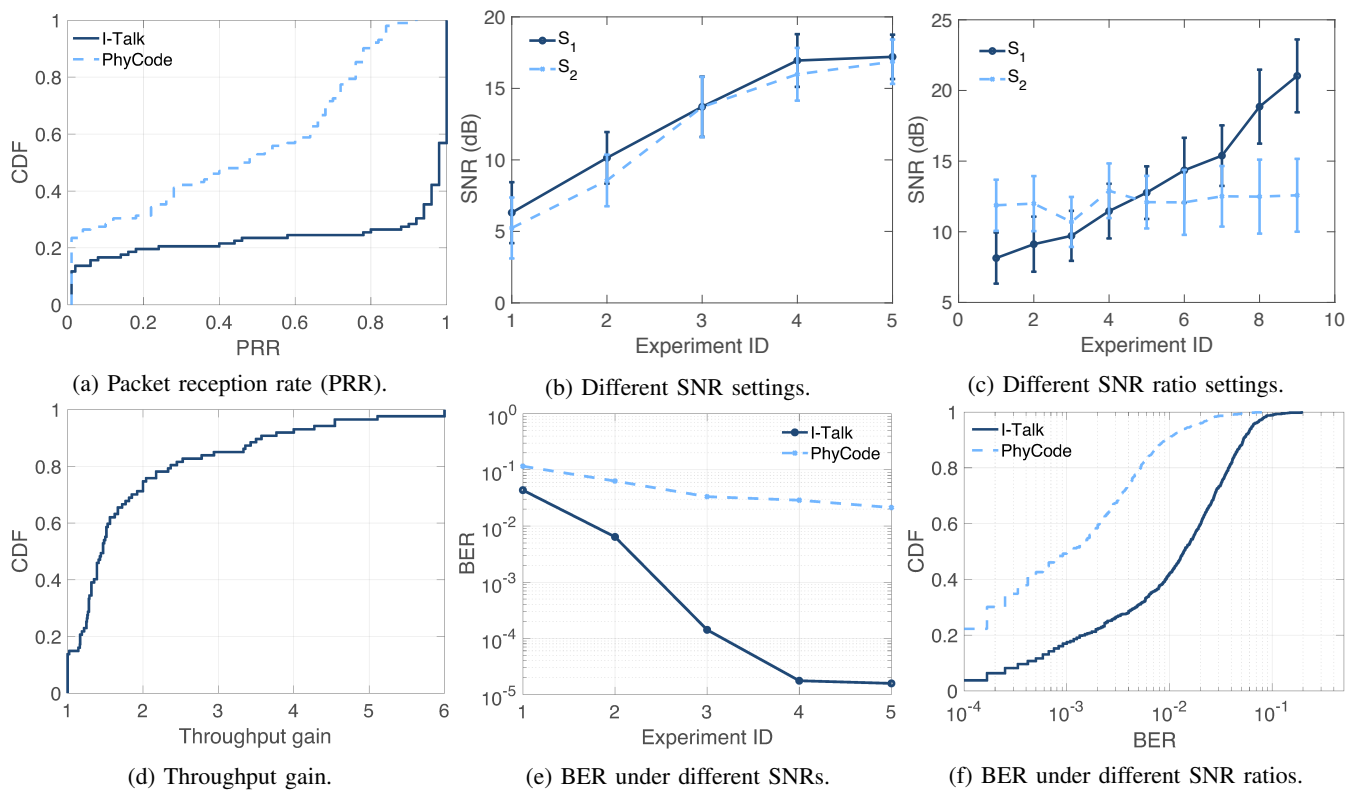 I-Talk
PhyCode
1
0.8
0.6
0.4
0.2
0
CDF
0
0.2
0.4
0.6
0.8
1
PRR
(a) Packet reception rate (PRR).
S1
S2
20
15
10
5
0
SNR (dB)
1
2
3
4
5
Experiment ID
(b) Different SNR settings.
S1
S2
25
20
15
10
5
SNR (dB)
0
2
4
6
8
10
Experiment ID
(c) Different SNR ratio settings.
1
0.8
0.6
0.4
0.2
0
CDF
1
2
3
4
5
6
Throughput gain
(d) Throughput gain.
I-Talk
PhyCode
10^0
10^-1
10^-2
10^-3
10^-4
10^-5
BER
1
2
3
4
5
Experiment ID
(e) BER under different SNRs.
I-Talk
PhyCode
1
0.8
0.6
0.4
0.2
0
CDF
10^-4
10^-3
10^-2
10^-1
BER
(f) BER under different SNR ratios.